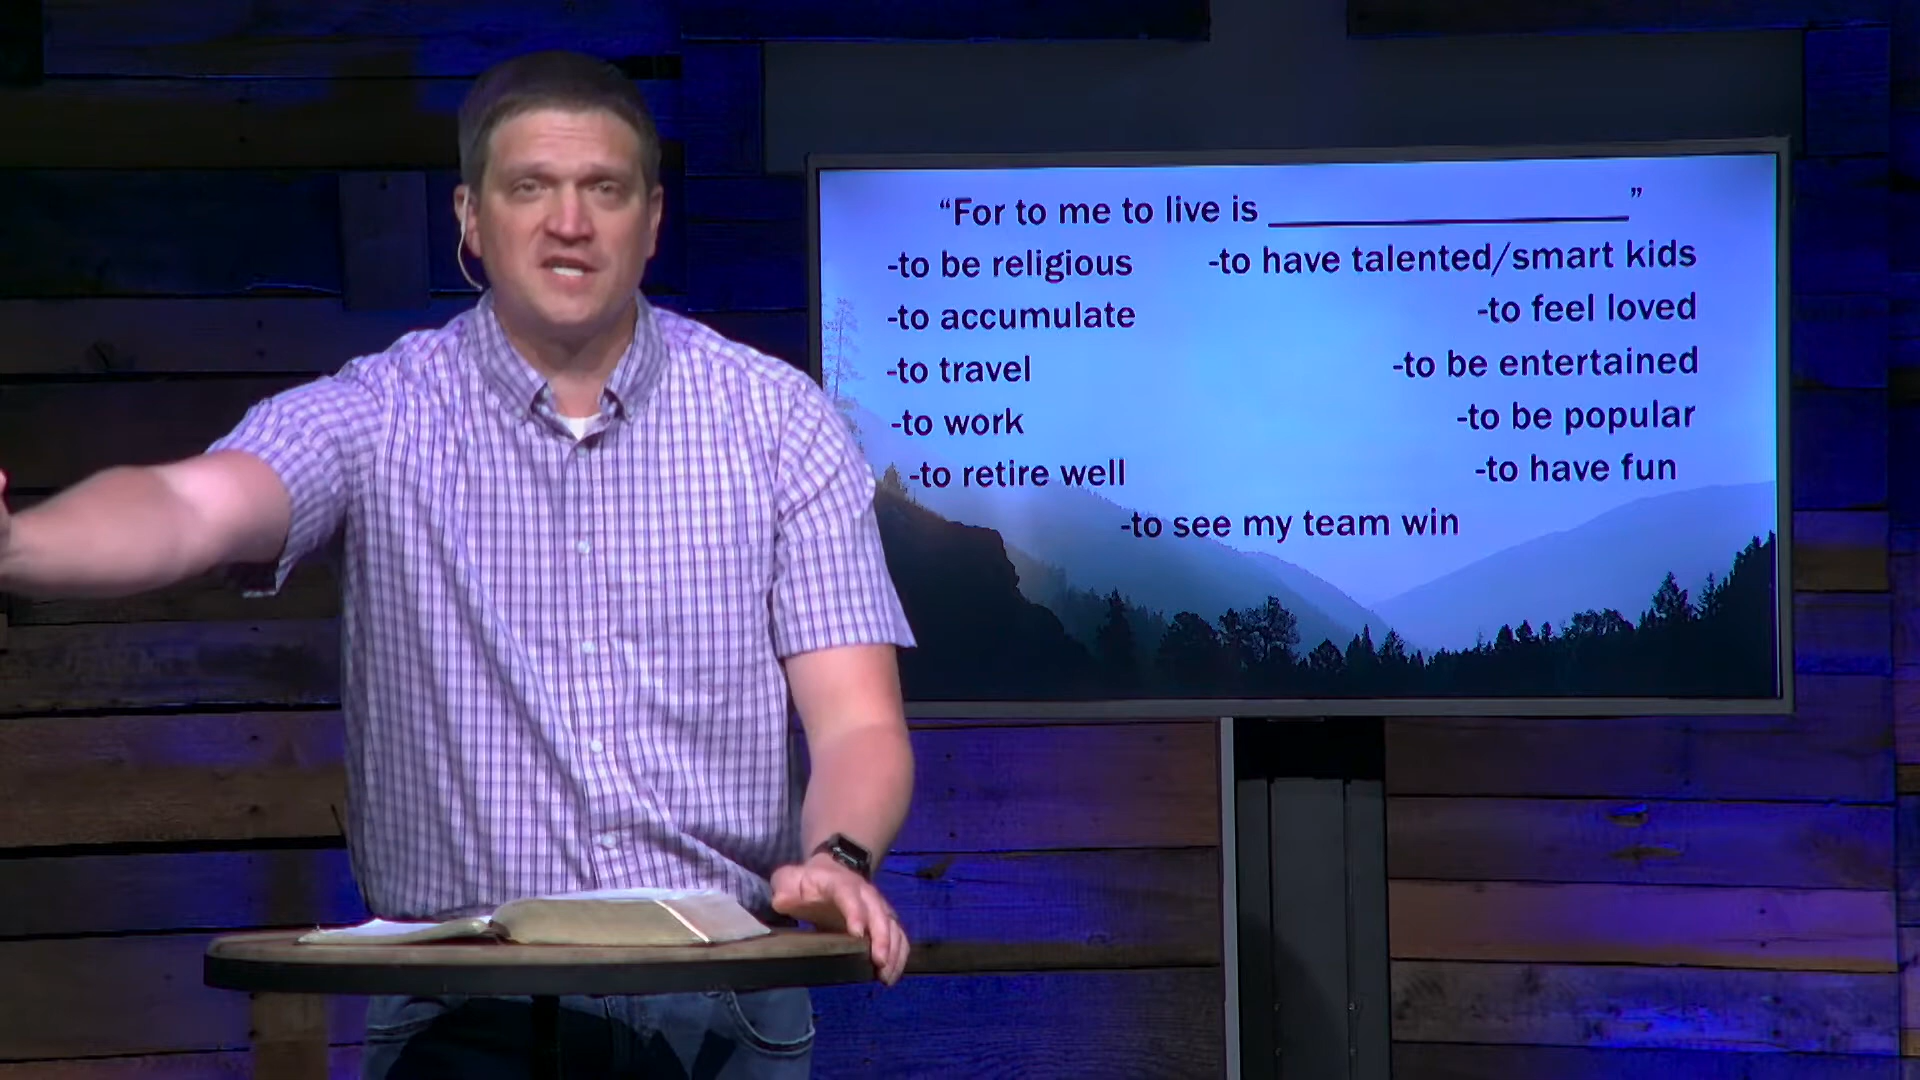 “For to me to live is ____________________”
-to be religious
-to have talented/smart kids
-to accumulate
-to feel loved
-to travel
-to be entertained
-to work
-to be popular
-to retire well
-to have fun
-to see my team win